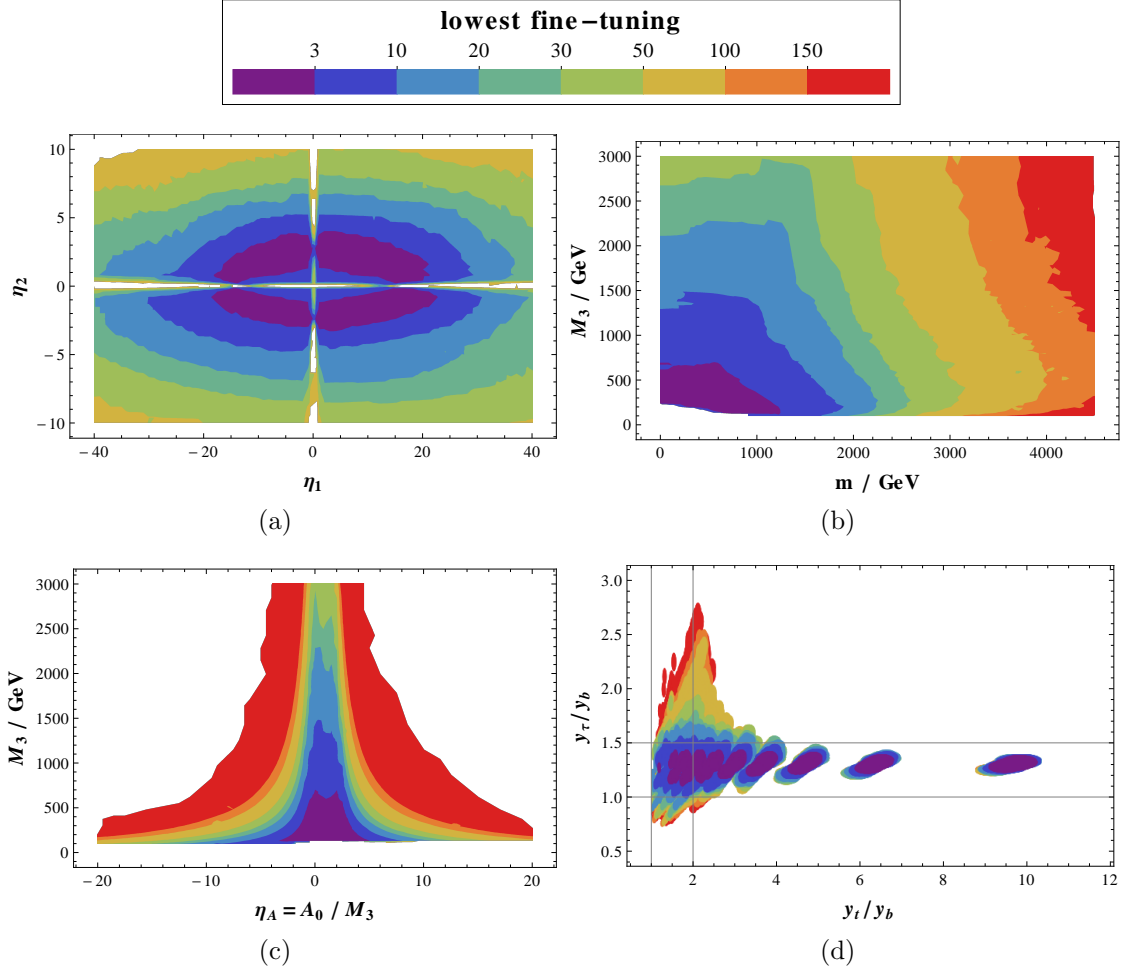 lowest fine-tuning
3 10 20 30 50 100 150
10
5
0
-5
-10
η2
-40 -20 0 20 40
η1
(a)
3000
2500
2000
1500
1000
500
0
M3 / GeV
0 1000 2000 3000 4000
m / GeV
(b)
3000
2500
2000
1500
1000
500
0
M3 / GeV
-20 -10 0 10 20
ηA = A0 / M3
(c)
3.0
2.5
2.0
1.5
1.0
0.5
yτ/yb
2 4 6 8 10 12
yt/yb
(d)